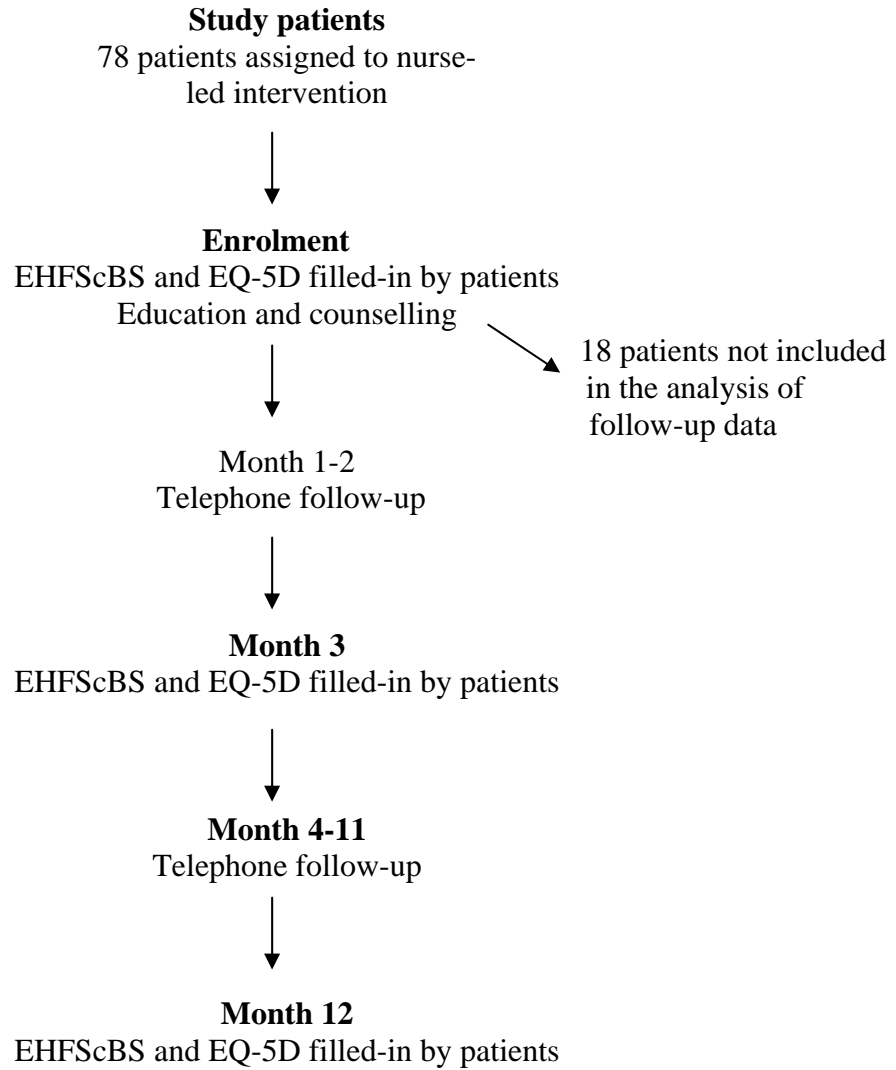 Study patients
78 patients assigned to nurse-
led intervention
Enrolment
EHFScBS and EQ-5D filled-in by patients
Education and counselling
18 patients not included
in the analysis of
follow-up data
Month 1-2
Telephone follow-up
Month 3
EHFScBS and EQ-5D filled-in by patients
Month 4-11
Telephone follow-up
Month 12
EHFScBS and EQ-5D filled-in by patients